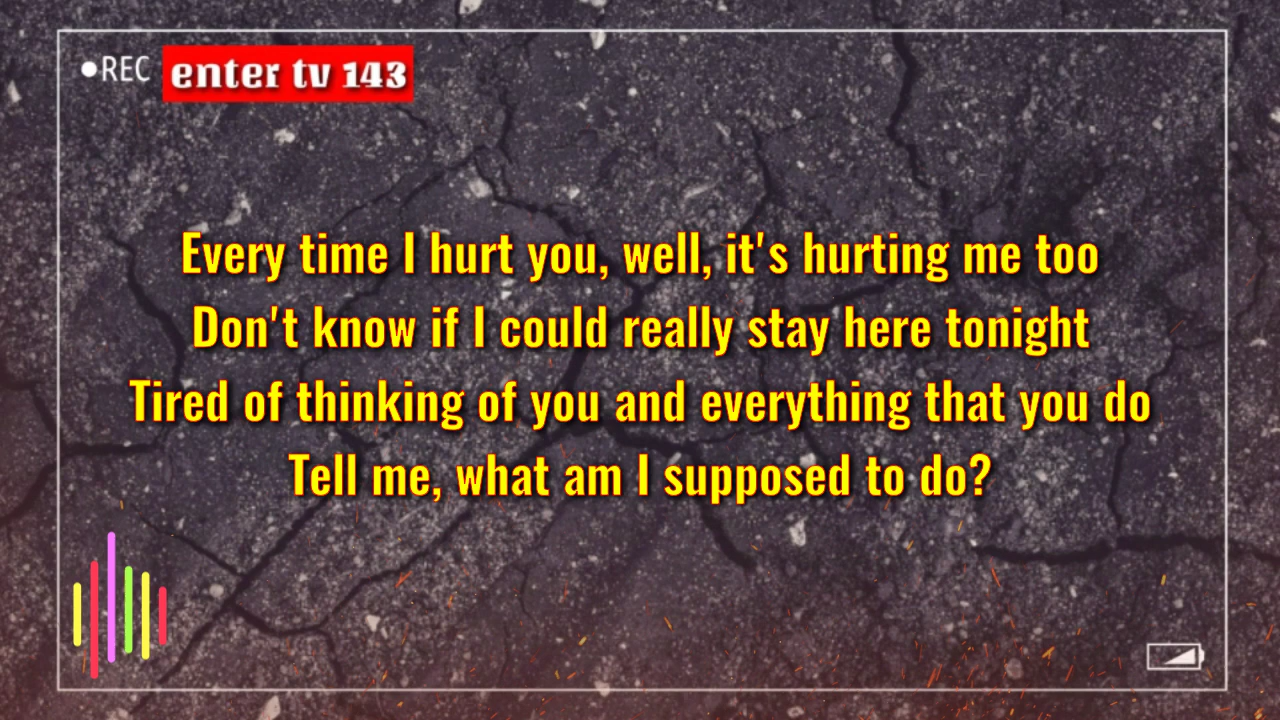 •REC enter tv 143
Every time I hurt you, well, it's hurting me too
Don't know if I could really stay here tonight
Tired of thinking of you and everything that you do
Tell me, what am I supposed to do?